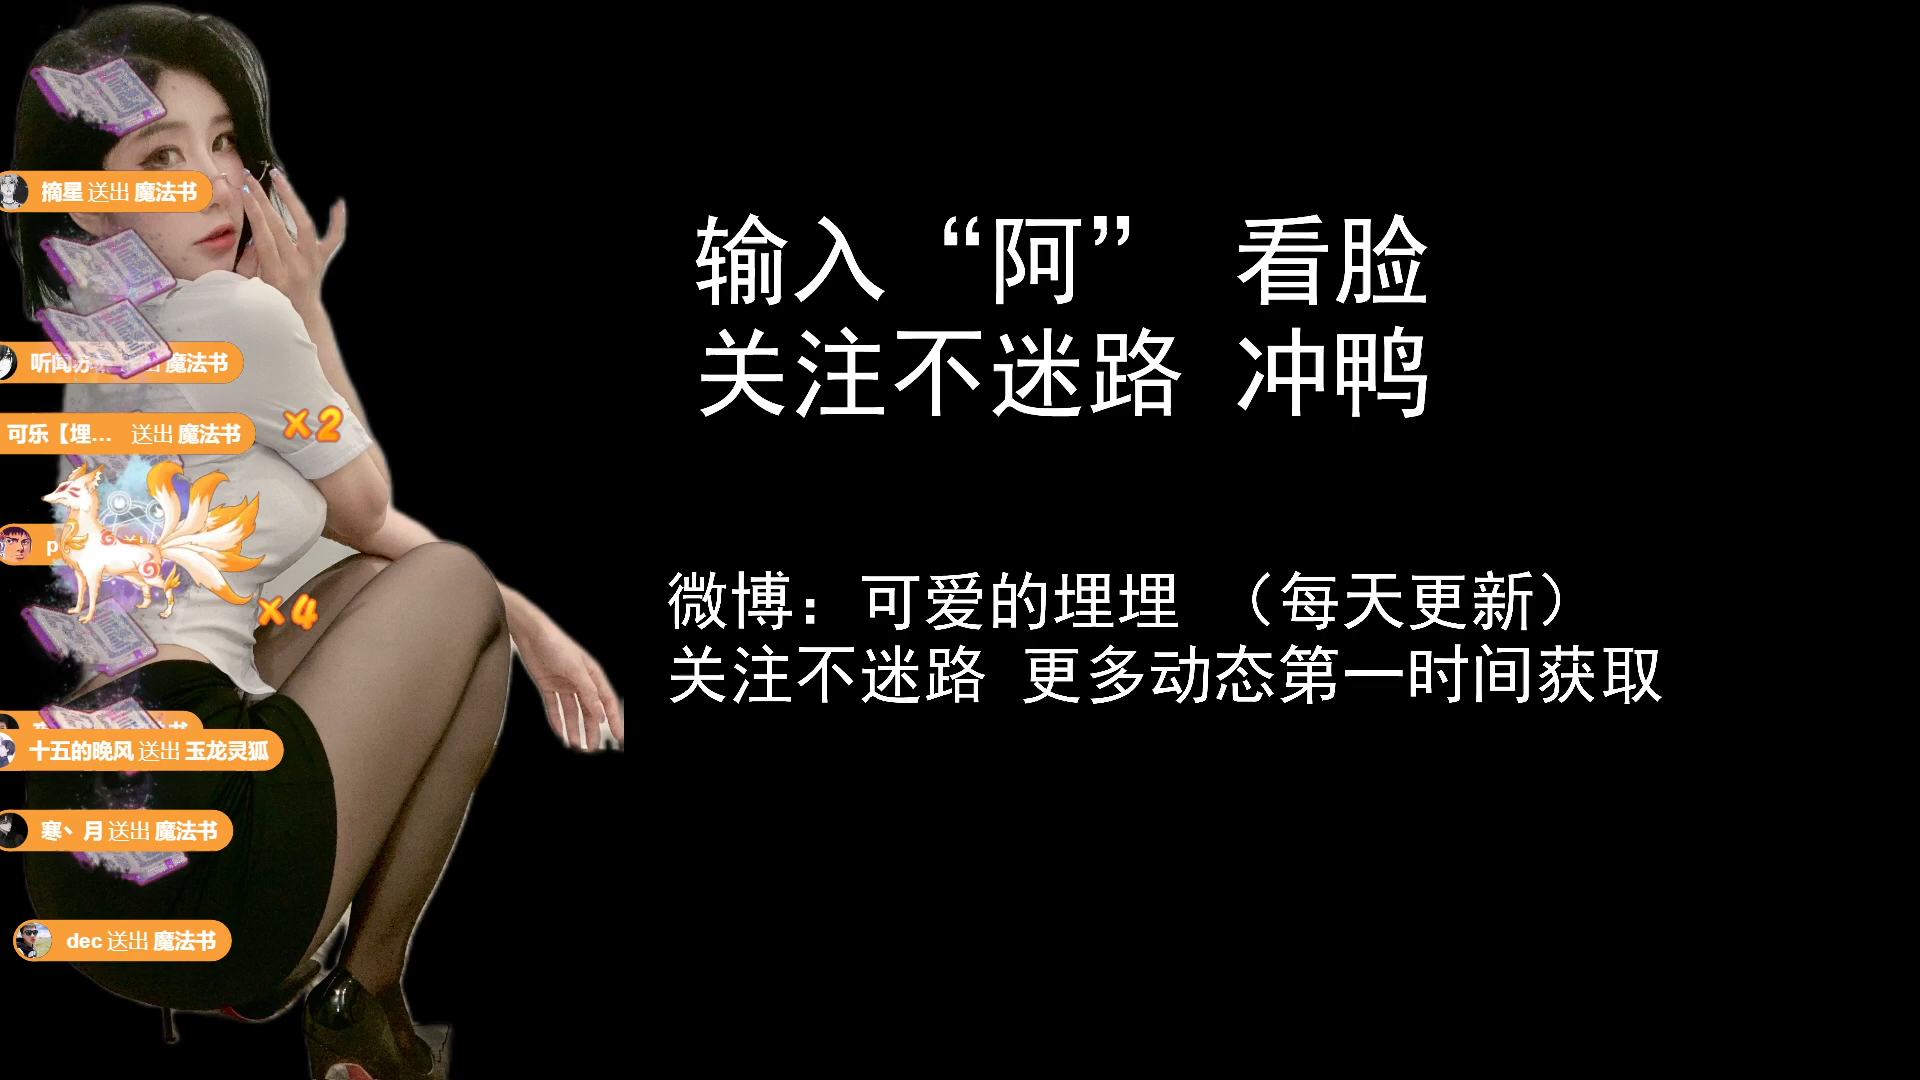 输入“阿” 看脸
关注不迷路 冲鸭
微博：可爱的埋埋 （每天更新）
关注不迷路 更多动态第一时间获取
摘星 送出 魔法书
听闻 魔法书
可乐【埋... 送出 魔法书
×2
p
×4
十五的晚风 送出 玉龙灵狐
寒丶月 送出 魔法书
dec 送出 魔法书